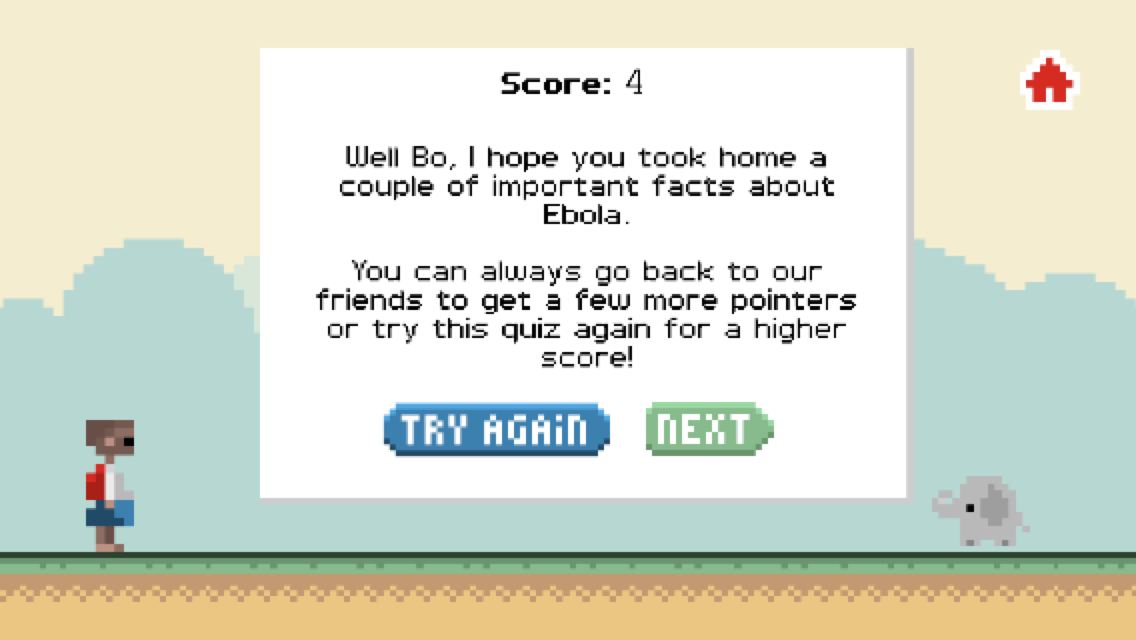 Score: 4
Well Bo, I hope you took home a
couple of important facts about
Ebola.
You can always go back to our
friends to get a few more pointers
or try this quiz again for a higher
score!
TRY AGAIN NEXT